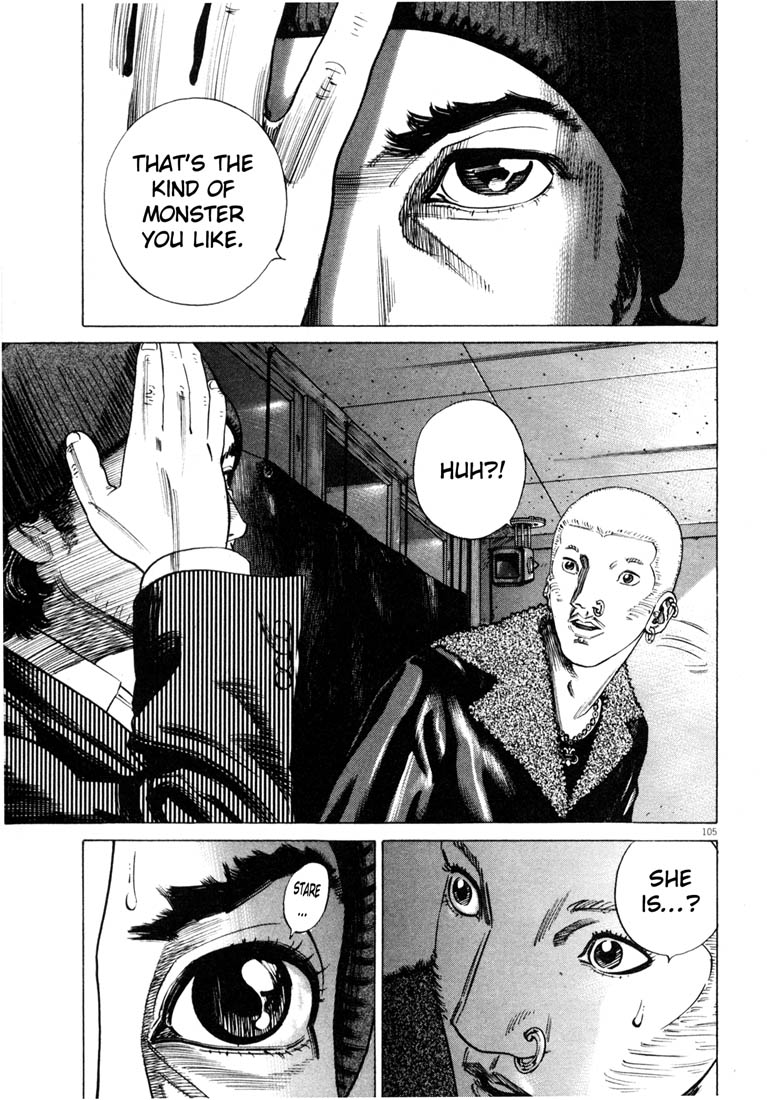 THAT'S THE
KIND OF
MONSTER
YOU LIKE.
HUH?!
105
SHE
IS...?
STARE
...